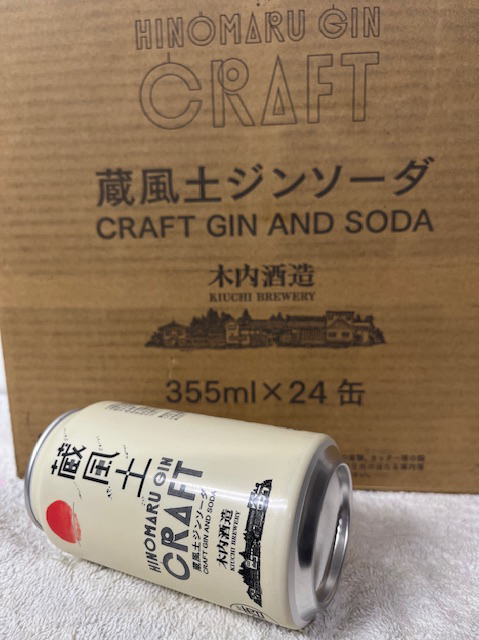 HINOMARU GIN
CRAFT
蔵風土ジンソーダ
CRAFT GIN AND SODA
木内酒造
KIUCHI BREWERY
355ml×24缶
蔵風土
HINOMARU GIN
CRAFT
蔵風土ジンソーダ
CRAFT GIN AND SODA
木内酒造
KIUCHI BREWERY